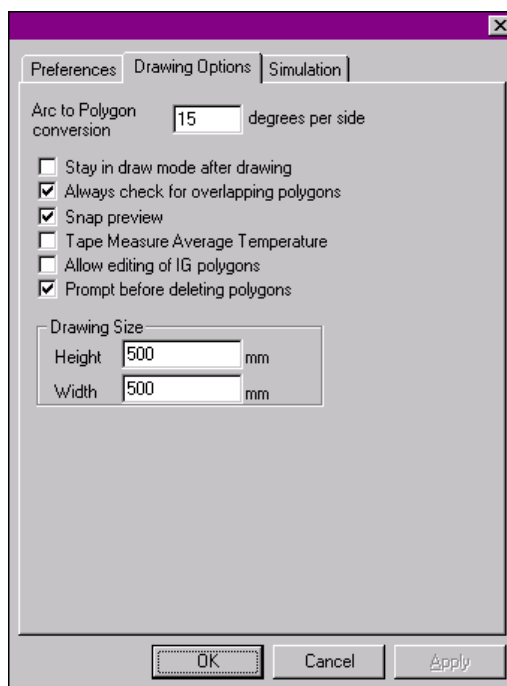 Preferences Drawing Options Simulation
Arc to Polygon
conversion
15 degrees per side
Stay in draw mode after drawing
Always check for overlapping polygons
Snap preview
Tape Measure Average Temperature
Allow editing of IG polygons
Prompt before deleting polygons
Drawing Size
Height 500 mm
Width 500 mm
OK Cancel Apply